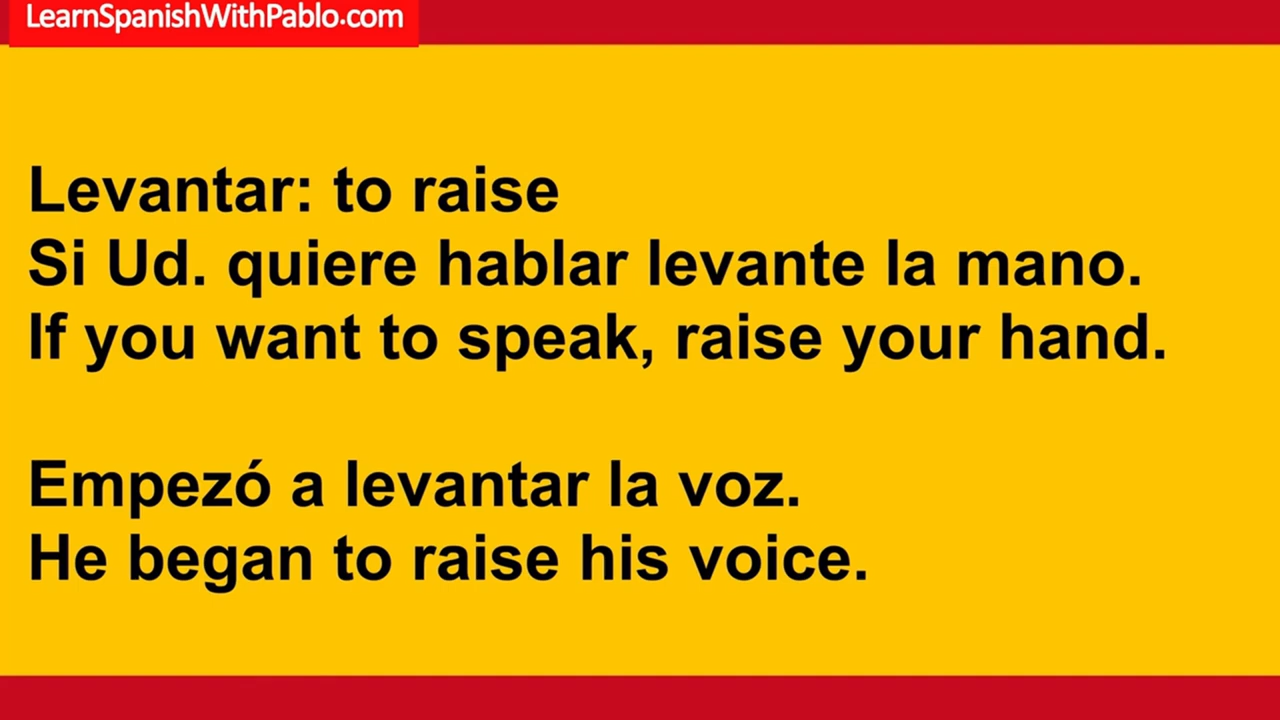 LearnSpanishWithPablo.com
Levantar: to raise
Si Ud. quiere hablar levante la mano.
If you want to speak, raise your hand.
Empezó a levantar la voz.
He began to raise his voice.